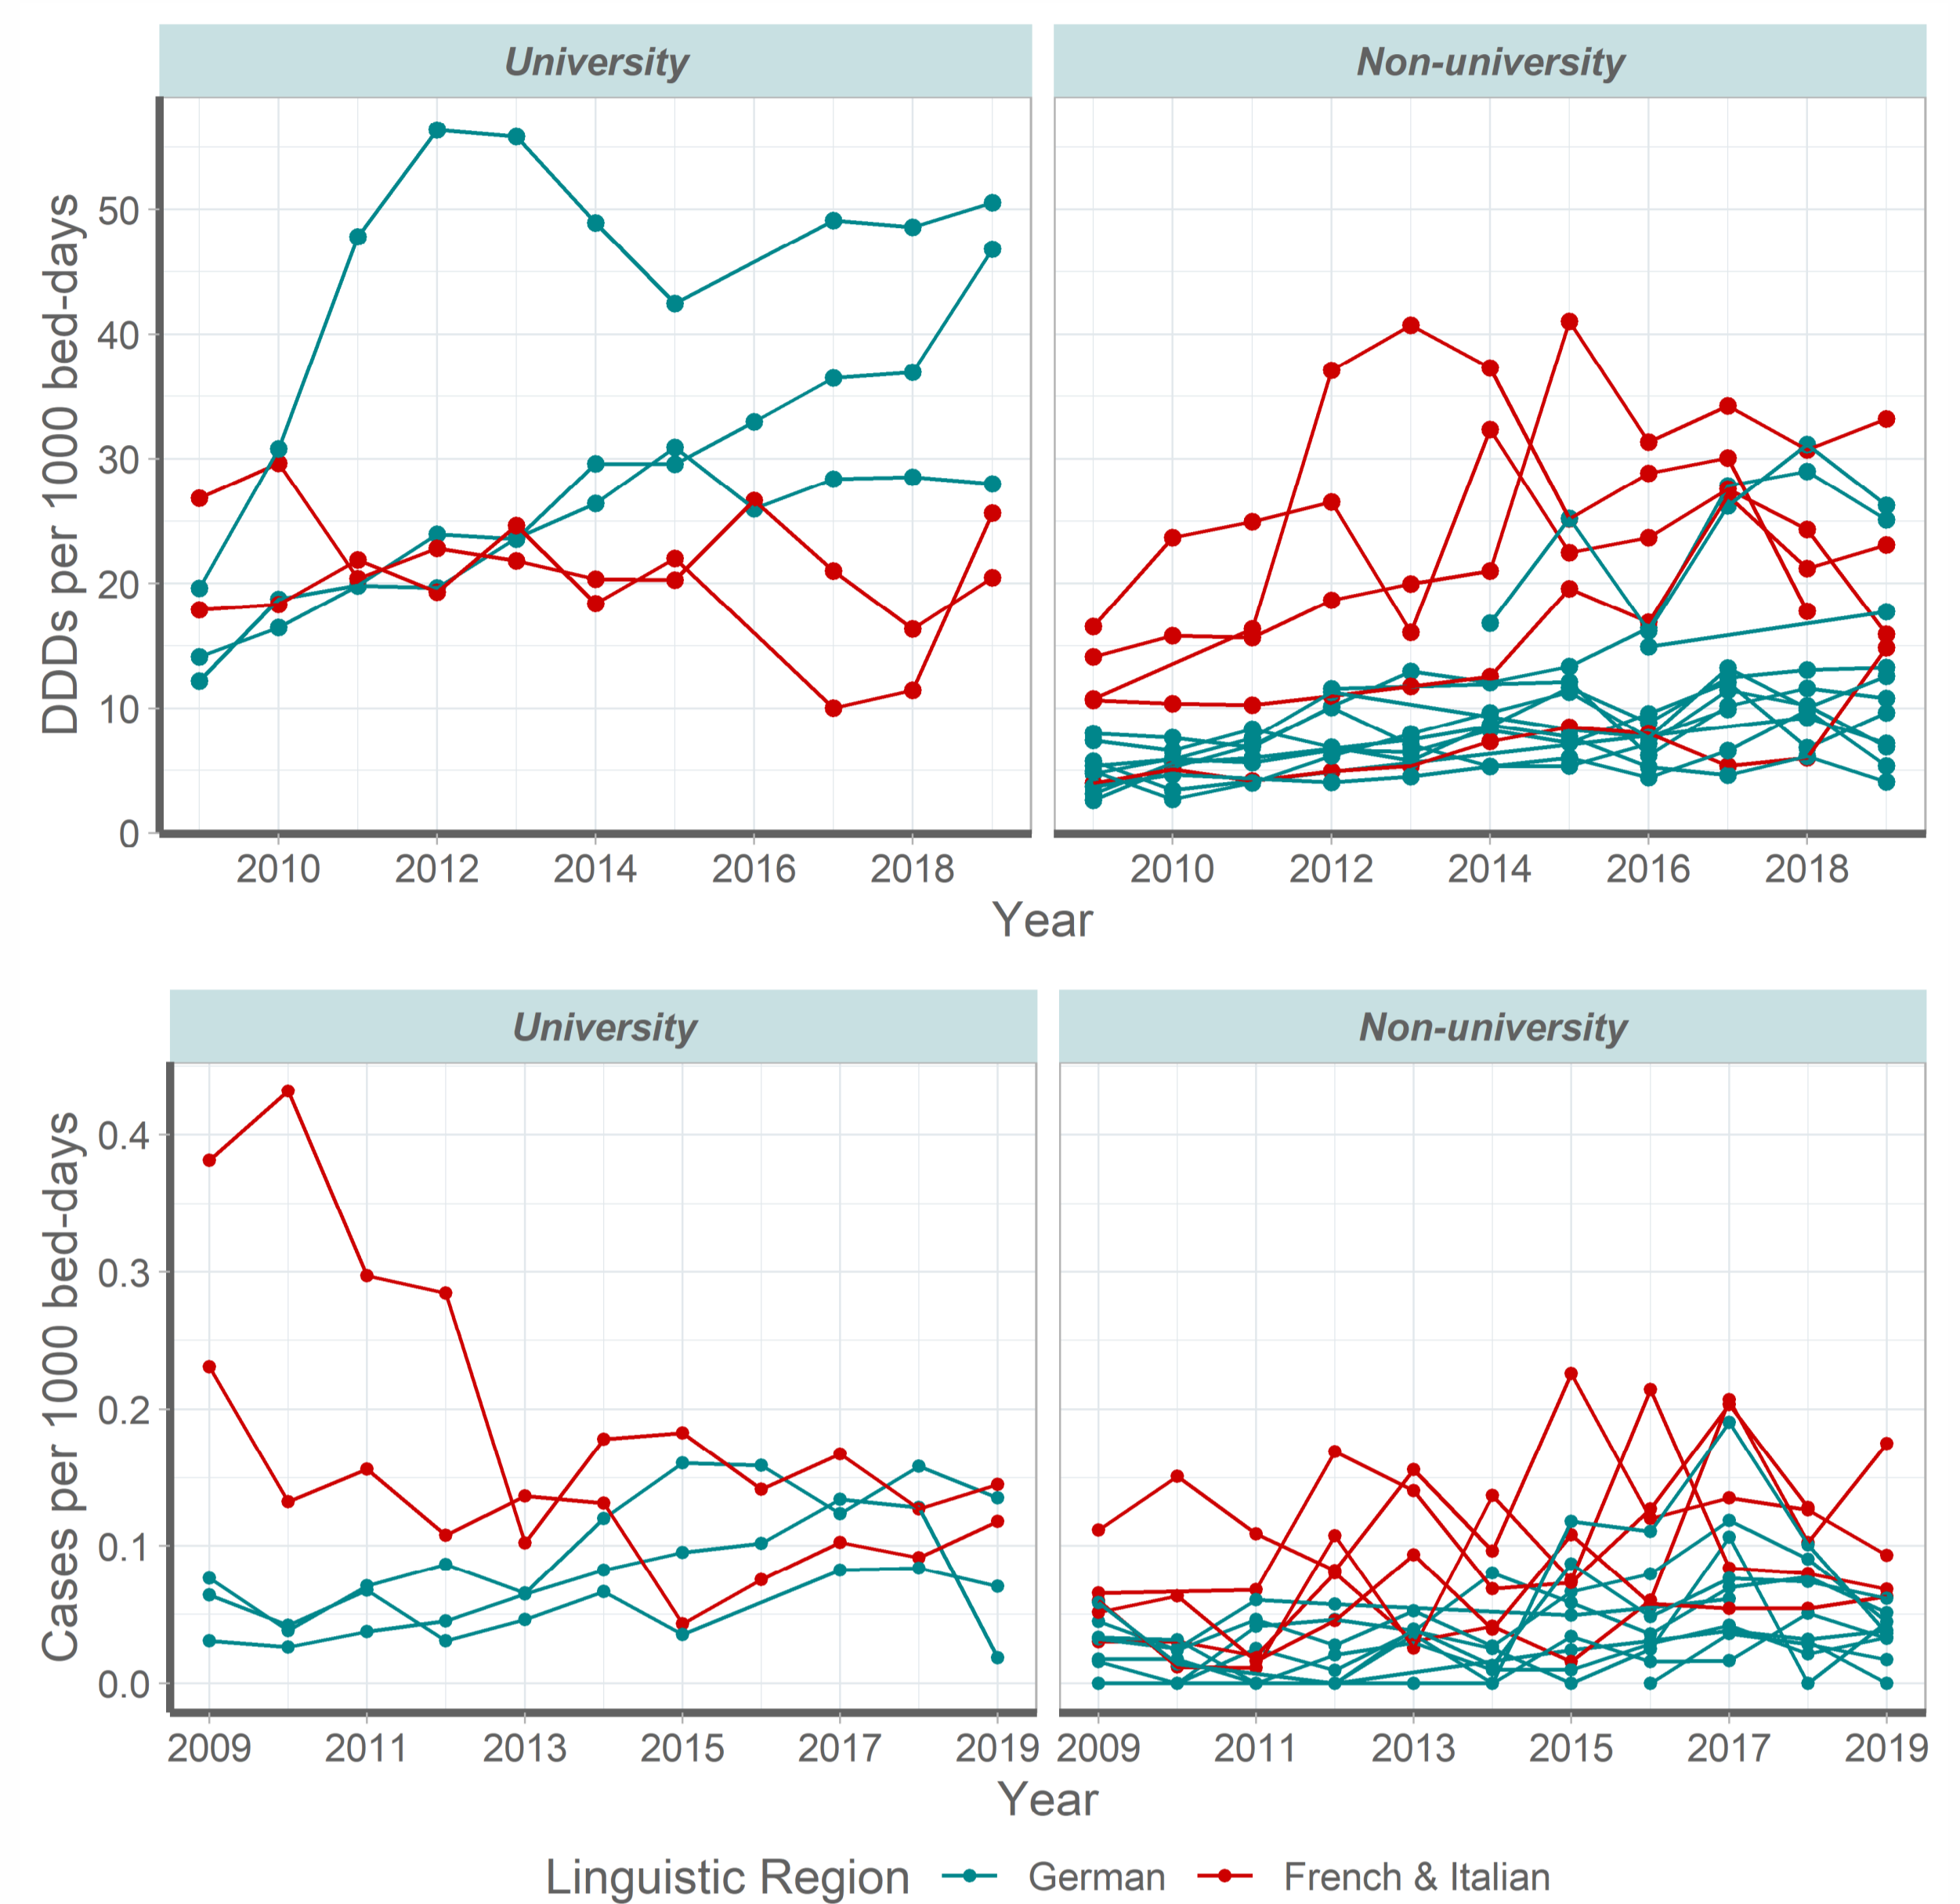 University Non-university
DDDs per 1000 bed-days
50
40
30
20
10
0
2010 2012 2014 2016 2018 2010 2012 2014 2016 2018
Year
University Non-university
Cases per 1000 bed-days
0.4
0.3
0.2
0.1
0.0
2009 2011 2013 2015 2017 2019 2009 2011 2013 2015 2017 2019
Year
Linguistic Region German French & Italian